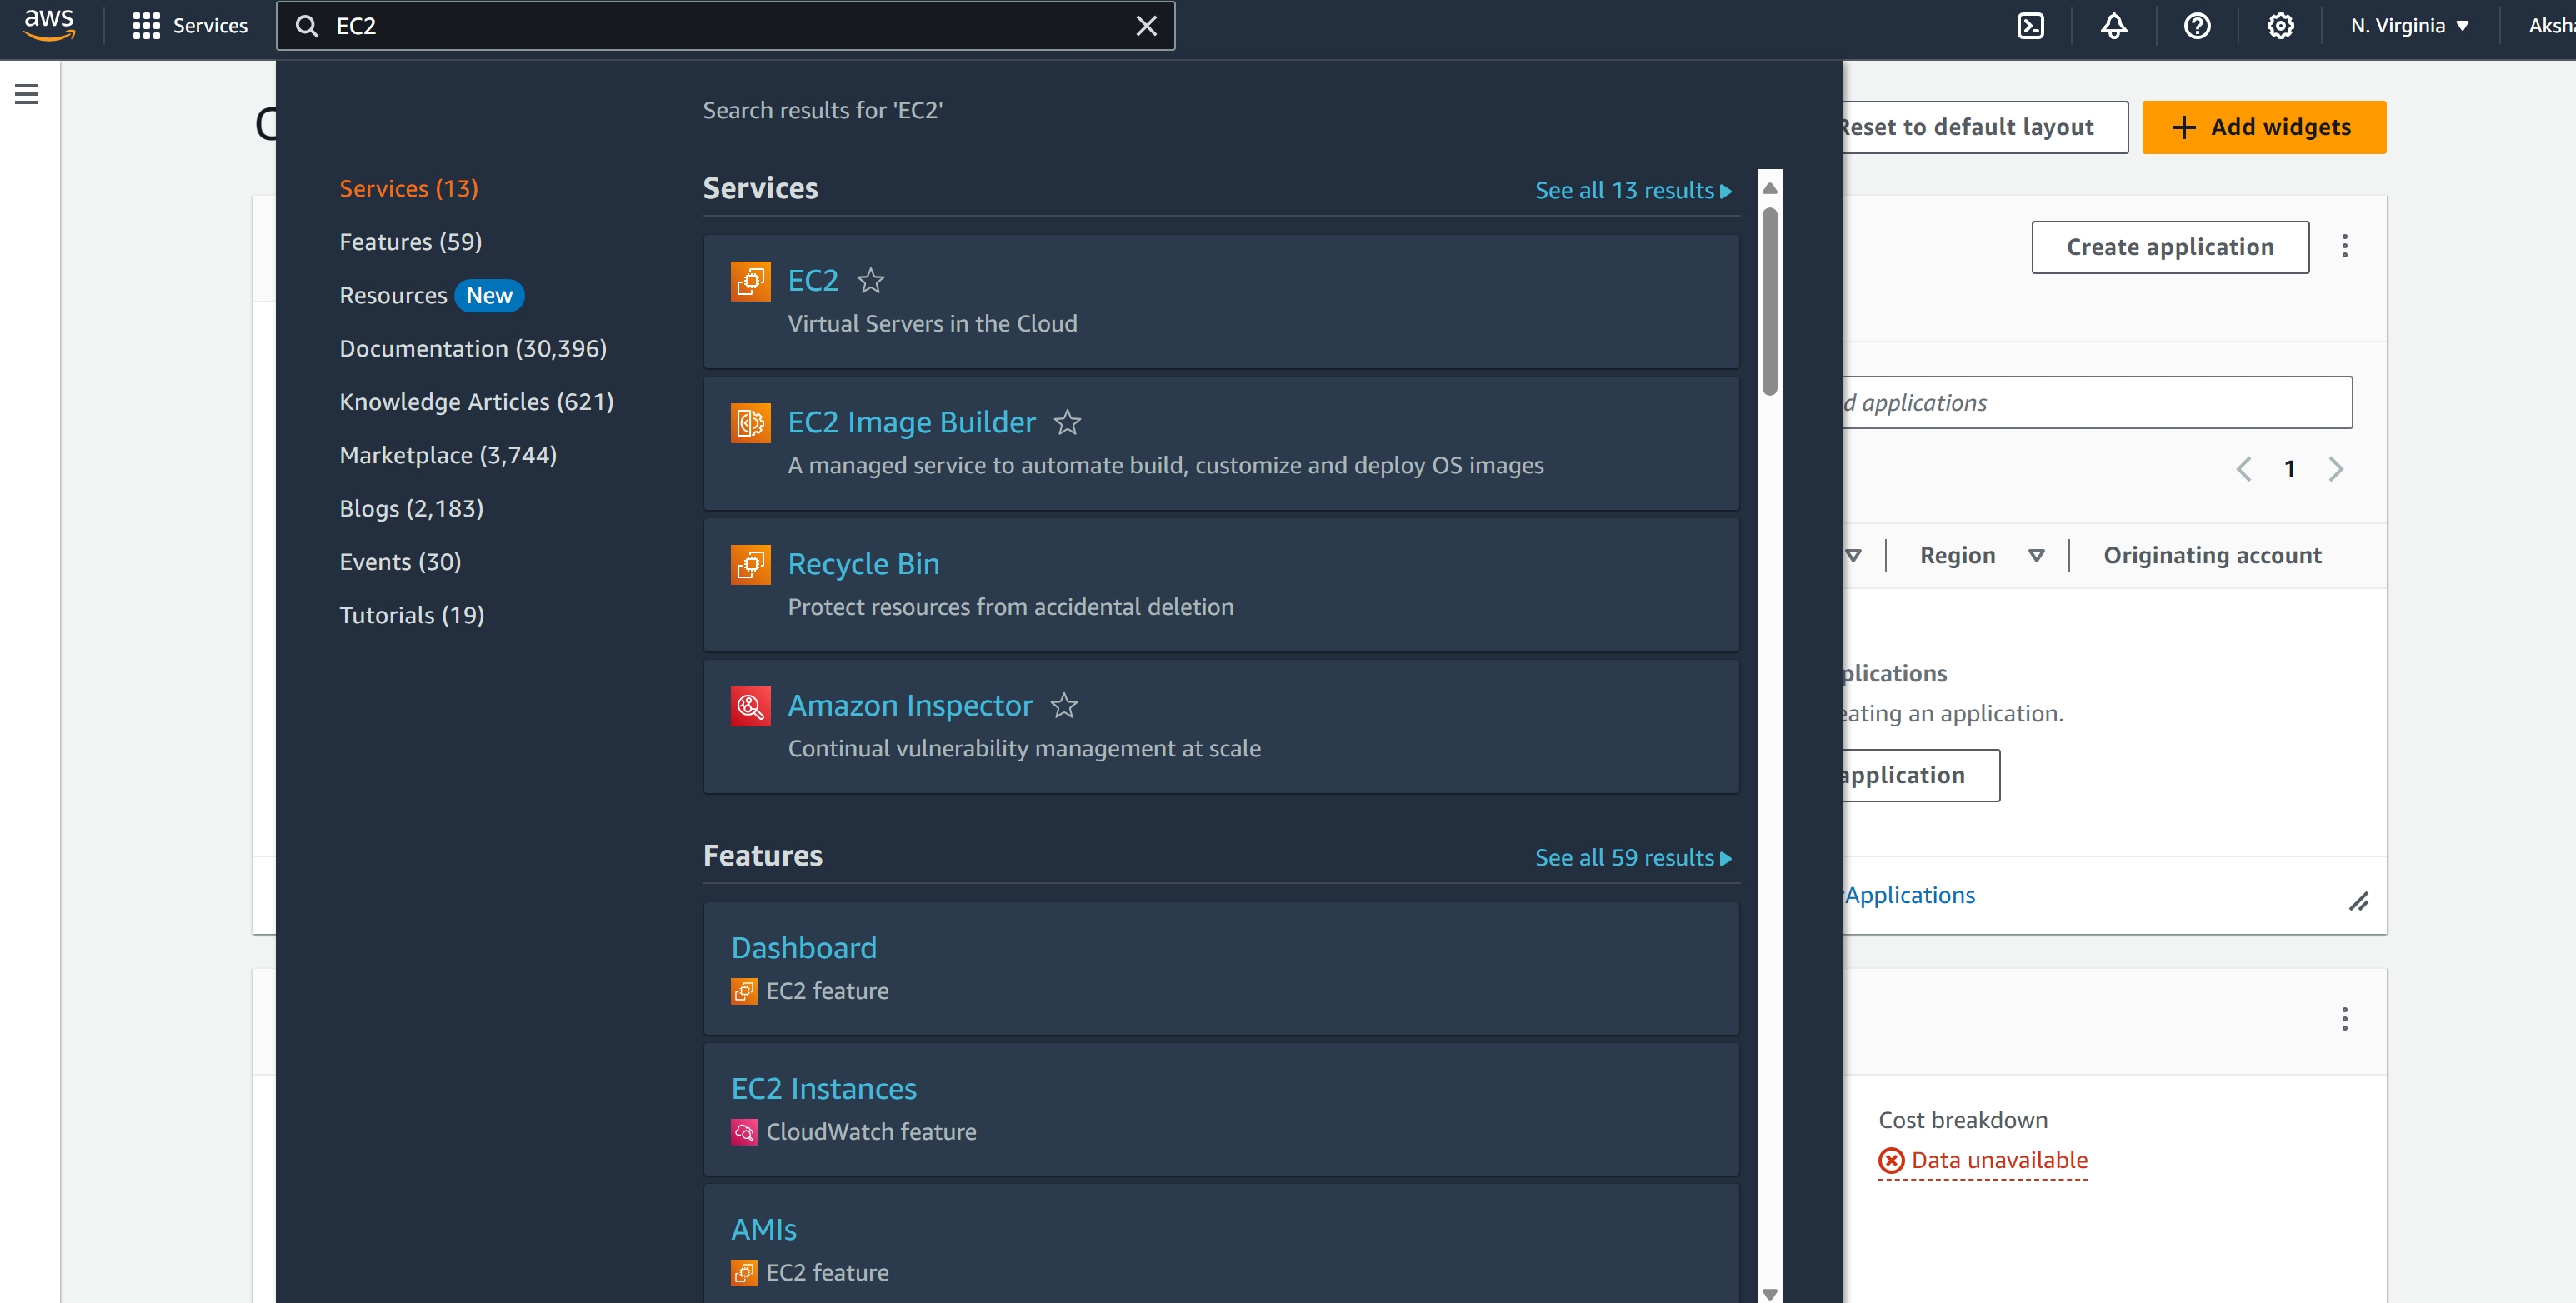 aws
Services
EC2
N. Virginia
Search results for 'EC2'
Services (13)
Features (59)
Resources New
Documentation (30,396)
Knowledge Articles (621)
Marketplace (3,744)
Blogs (2,183)
Events (30)
Tutorials (19)
Services
See all 13 results
EC2
Virtual Servers in the Cloud
EC2 Image Builder
A managed service to automate build, customize and deploy OS images
Recycle Bin
Protect resources from accidental deletion
Amazon Inspector
Continual vulnerability management at scale
Features
See all 59 results
Dashboard
EC2 feature
EC2 Instances
CloudWatch feature
AMIs
EC2 feature
Reset to default layout
Add widgets
Create application
applications
1
Region
Originating account
an application.
application
Applications
Cost breakdown
Data unavailable